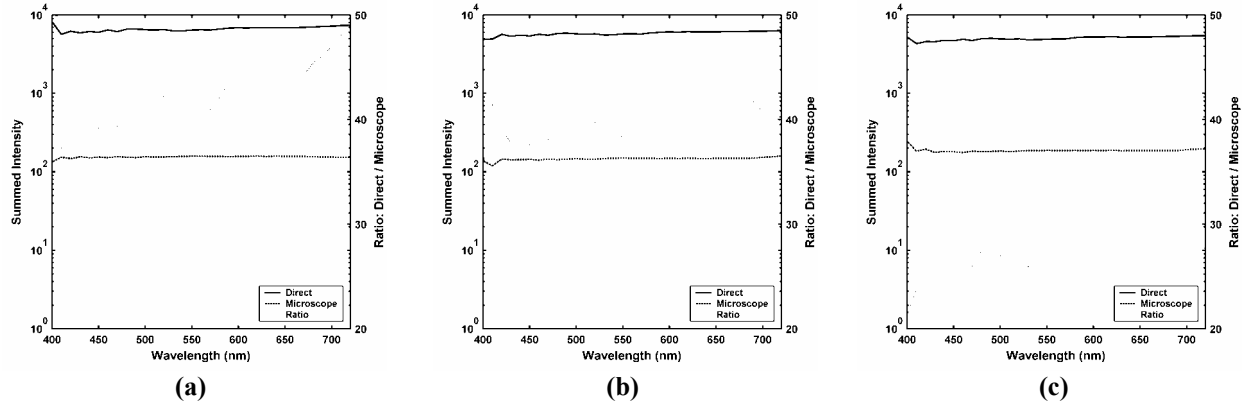 10^4
10^3
10^2
10^1
10^0
Summed Intensity
50
40
30
20
Ratio: Direct / Microscope
400 450 500 550 600 650 700
Wavelength (nm)
Direct
Microscope
Ratio
(a)
10^4
10^3
10^2
10^1
10^0
Summed Intensity
50
40
30
20
Ratio: Direct / Microscope
400 450 500 550 600 650 700
Wavelength (nm)
Direct
Microscope
Ratio
(b)
10^4
10^3
10^2
10^1
10^0
Summed Intensity
50
40
30
20
Ratio: Direct / Microscope
400 450 500 550 600 650 700
Wavelength (nm)
Direct
Microscope
Ratio
(c)